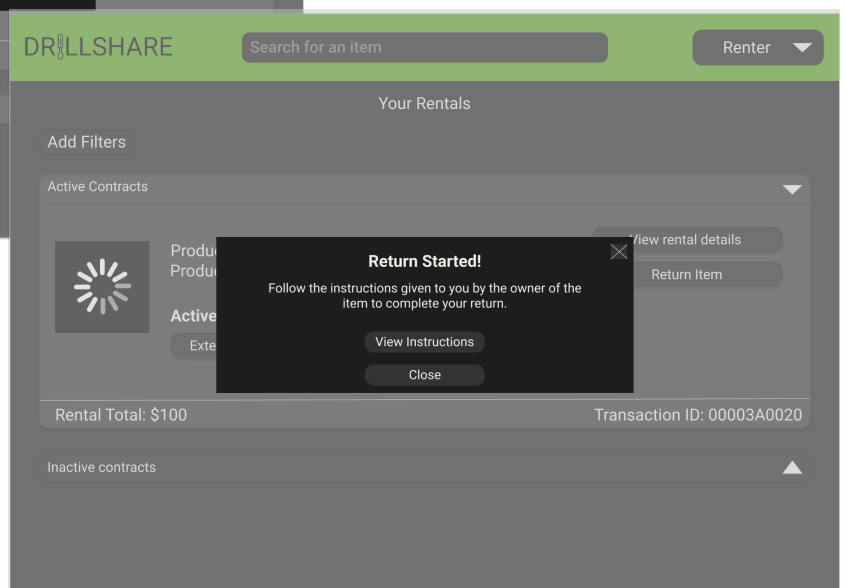 DRILLSHARE
Search for an item
Renter
Your Rentals
Add Filters
Active Contracts
View rental details
Return Item
Active
Return Started!
Follow the instructions given to you by the owner of the
item to complete your return.
View Instructions
Close
Rental Total: $100
Transaction ID: 00003A0020
Inactive contracts